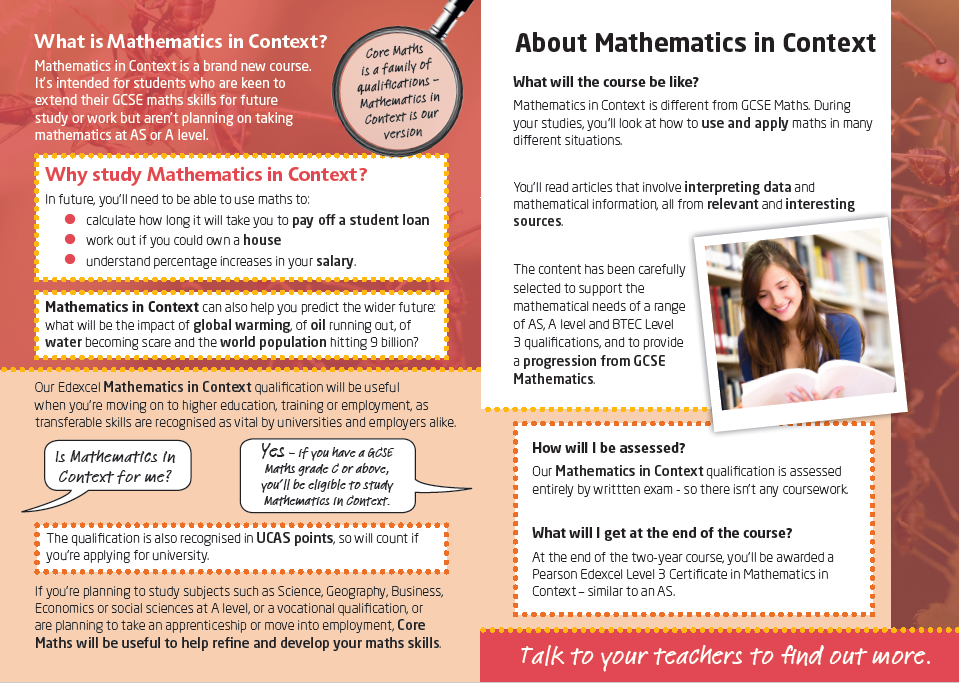 What is Mathematics in Context?
Mathematics in Context is a brand new course.
It's intended for students who are keen to
extend their GCSE maths skills for future
study or work but aren't planning on taking
mathematics at AS or A level.
Core Maths
is a family of
qualifications –
Mathematics in
Context is our
version
Why study Mathematics in Context?
In future, you'll need to be able to use maths to:
calculate how long it will take you to pay off a student loan
work out if you could own a house
understand percentage increases in your salary.
Mathematics in Context can also help you predict the wider future:
what will be the impact of global warming, of oil running out, of
water becoming scare and the world population hitting 9 billion?
Our Edexcel Mathematics in Context qualification will be useful
when you're moving on to higher education, training or employment, as
transferable skills are recognised as vital by universities and employers alike.
Is Mathematics in
Context for me?
Yes – if you have a GCSE
Maths grade C or above,
you'll be eligible to study
Mathematics in Context.
The qualification is also recognised in UCAS points, so will count if
you're applying for university.
If you're planning to study subjects such as Science, Geography, Business,
Economics or social sciences at A level, or a vocational qualification, or
are planning to take an apprenticeship or move into employment, Core
Maths will be useful to help refine and develop your maths skills.
About Mathematics in Context
What will the course be like?
Mathematics in Context is different from GCSE Maths. During
your studies, you'll look at how to use and apply maths in many
different situations.
You'll read articles that involve interpreting data and
mathematical information, all from relevant and interesting
sources.
The content has been carefully
selected to support the
mathematical needs of a range
of AS, A level and BTEC Level
3 qualifications, and to provide
a progression from GCSE
Mathematics.
How will I be assessed?
Our Mathematics in Context qualification is assessed
entirely by writtten exam - so there isn't any coursework.
What will I get at the end of the course?
At the end of the two-year course, you'll be awarded a
Pearson Edexcel Level 3 Certificate in Mathematics in
Context – similar to an AS.
Talk to your teachers to find out more.